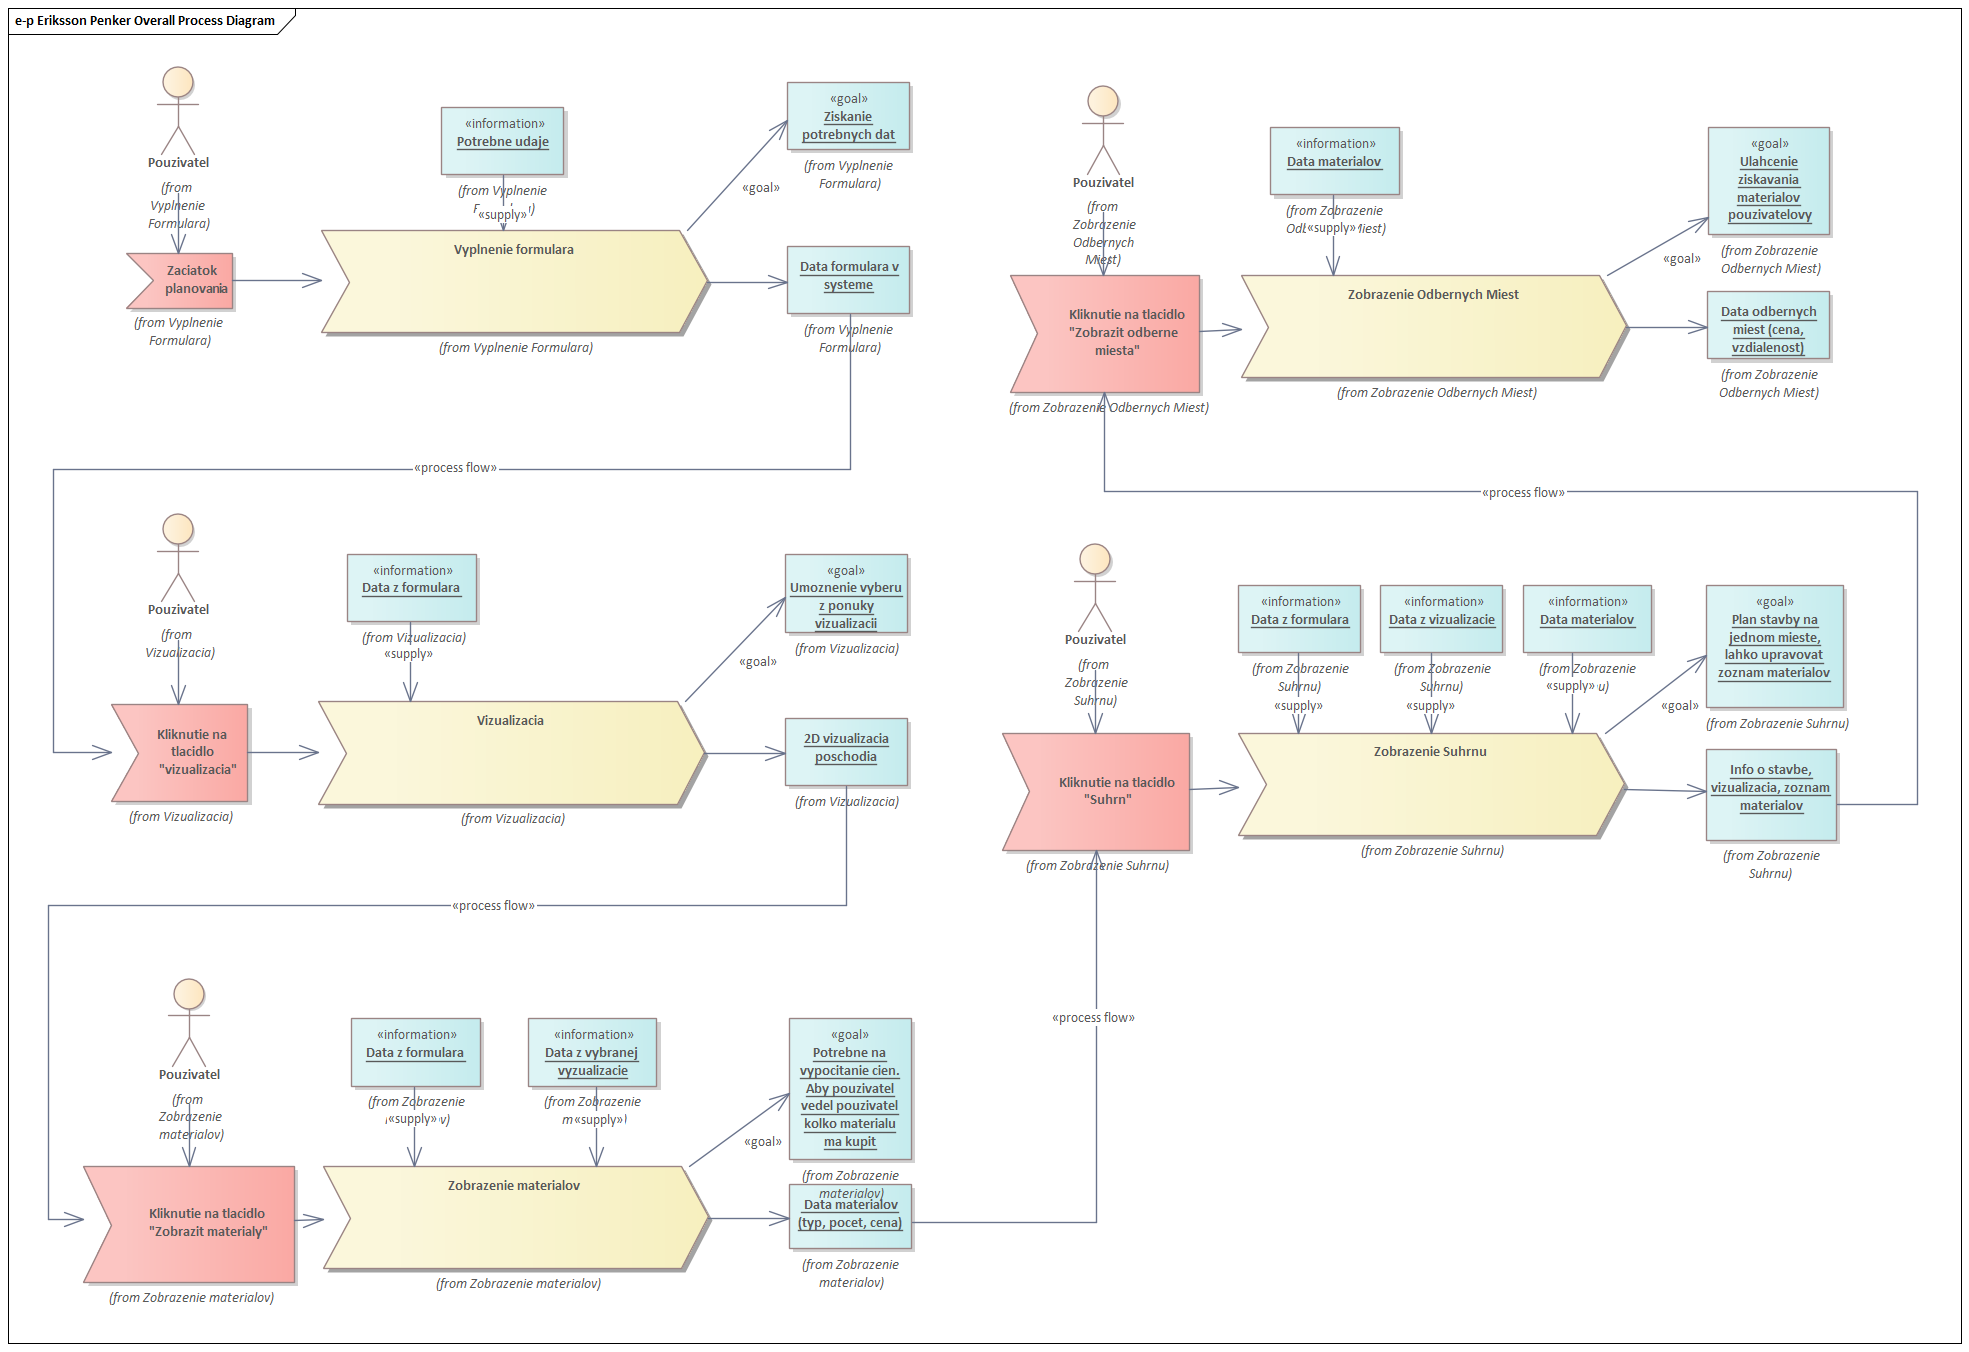 e-p Eriksson Penker Overall Process Diagram
Pouzivatel
(from
Vyplnenie
Formulara)
Zaciatok
planovania
(from Vyplnenie
Formulara)
«information»
Potrebne udaje
(from Vyplnenie
«supply»
Vyplnenie formulara
(from Vyplnenie Formulara)
«goal»
«goal»
Ziskanie
potrebnych dat
(from Vyplnenie
Formulara)
Data formulara v
systeme
(from Vyplnenie
Formulara)
«process flow»
Pouzivatel
(from
Vizualizacia)
Kliknutie na
tlacidlo
"vizualizacia"
(from Vizualizacia)
«information»
Data z formulara
(from Vizualizacia)
«supply»
Vizualizacia
(from Vizualizacia)
«goal»
«goal»
Umoznenie vyberu
z ponuky
vizualizacii
(from Vizualizacia)
2D vizualizacia
poschodia
(from Vizualizacia)
«process flow»
Pouzivatel
(from
Zobrazenie
materialov)
Kliknutie na tlacidlo
"Zobrazit materialy"
(from Zobrazenie materialov)
«information»
Data z formulara
(from Zobrazenie
«supply»
«information»
Data z vybranej
vyzualizacie
(from Zobrazenie
«supply»
Zobrazenie materialov
(from Zobrazenie materialov)
«goal»
«goal»
Potrebne na
vypocitanie cien.
Aby pouzivatel
vedel pouzivatel
kolko materialu
ma kupit
(from Zobrazenie
materialov)
Data materialov
(typ, pocet, cena)
(from Zobrazenie
materialov)
«process flow»
Pouzivatel
(from
Zobrazenie
Odbernych
Miest)
Kliknutie na tlacidlo
"Zobrazit odberne
miesta"
(from Zobrazenie Odbernych Miest)
«information»
Data materialov
(from Zobrazenie
«supply»
Zobrazenie Odbernych Miest
(from Zobrazenie Odbernych Miest)
«goal»
«goal»
Ulahcenie
ziskavania
materialov
pouzivatelovy
(from Zobrazenie
Odbernych Miest)
Data odbernych
miest (cena,
vzdialenost)
(from Zobrazenie
Odbernych Miest)
«process flow»
Pouzivatel
(from
Zobrazenie
Suhrnu)
Kliknutie na tlacidlo
"Suhrn"
(from Zobrazenie Suhrnu)
«information»
Data z formulara
(from Zobrazenie
Suhrnu)
«supply»
«information»
Data z vizualizacie
(from Zobrazenie
Suhrnu)
«supply»
«information»
Data materialov
(from Zobrazenie
«supply»
Zobrazenie Suhrnu
(from Zobrazenie Suhrnu)
«goal»
«goal»
Plan stavby na
jednom mieste,
lahko upravovat
zoznam materialov
(from Zobrazenie Suhrnu)
Info o stavbe,
vizualizacia, zoznam
materialov
(from Zobrazenie
Suhrnu)